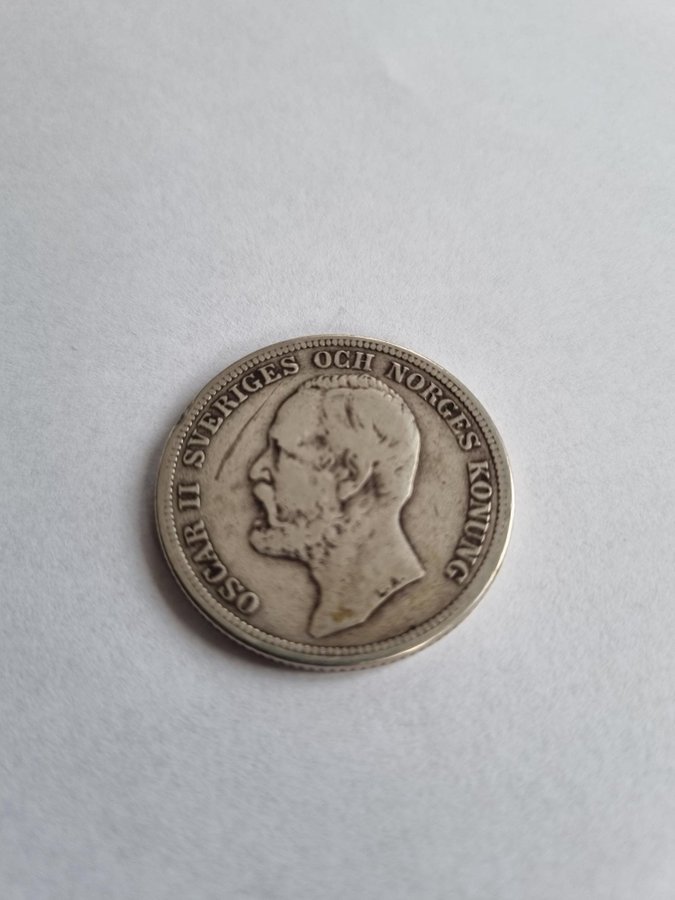 OSCAR II SVERIGES OCH NORGES KONUNG
L.A.